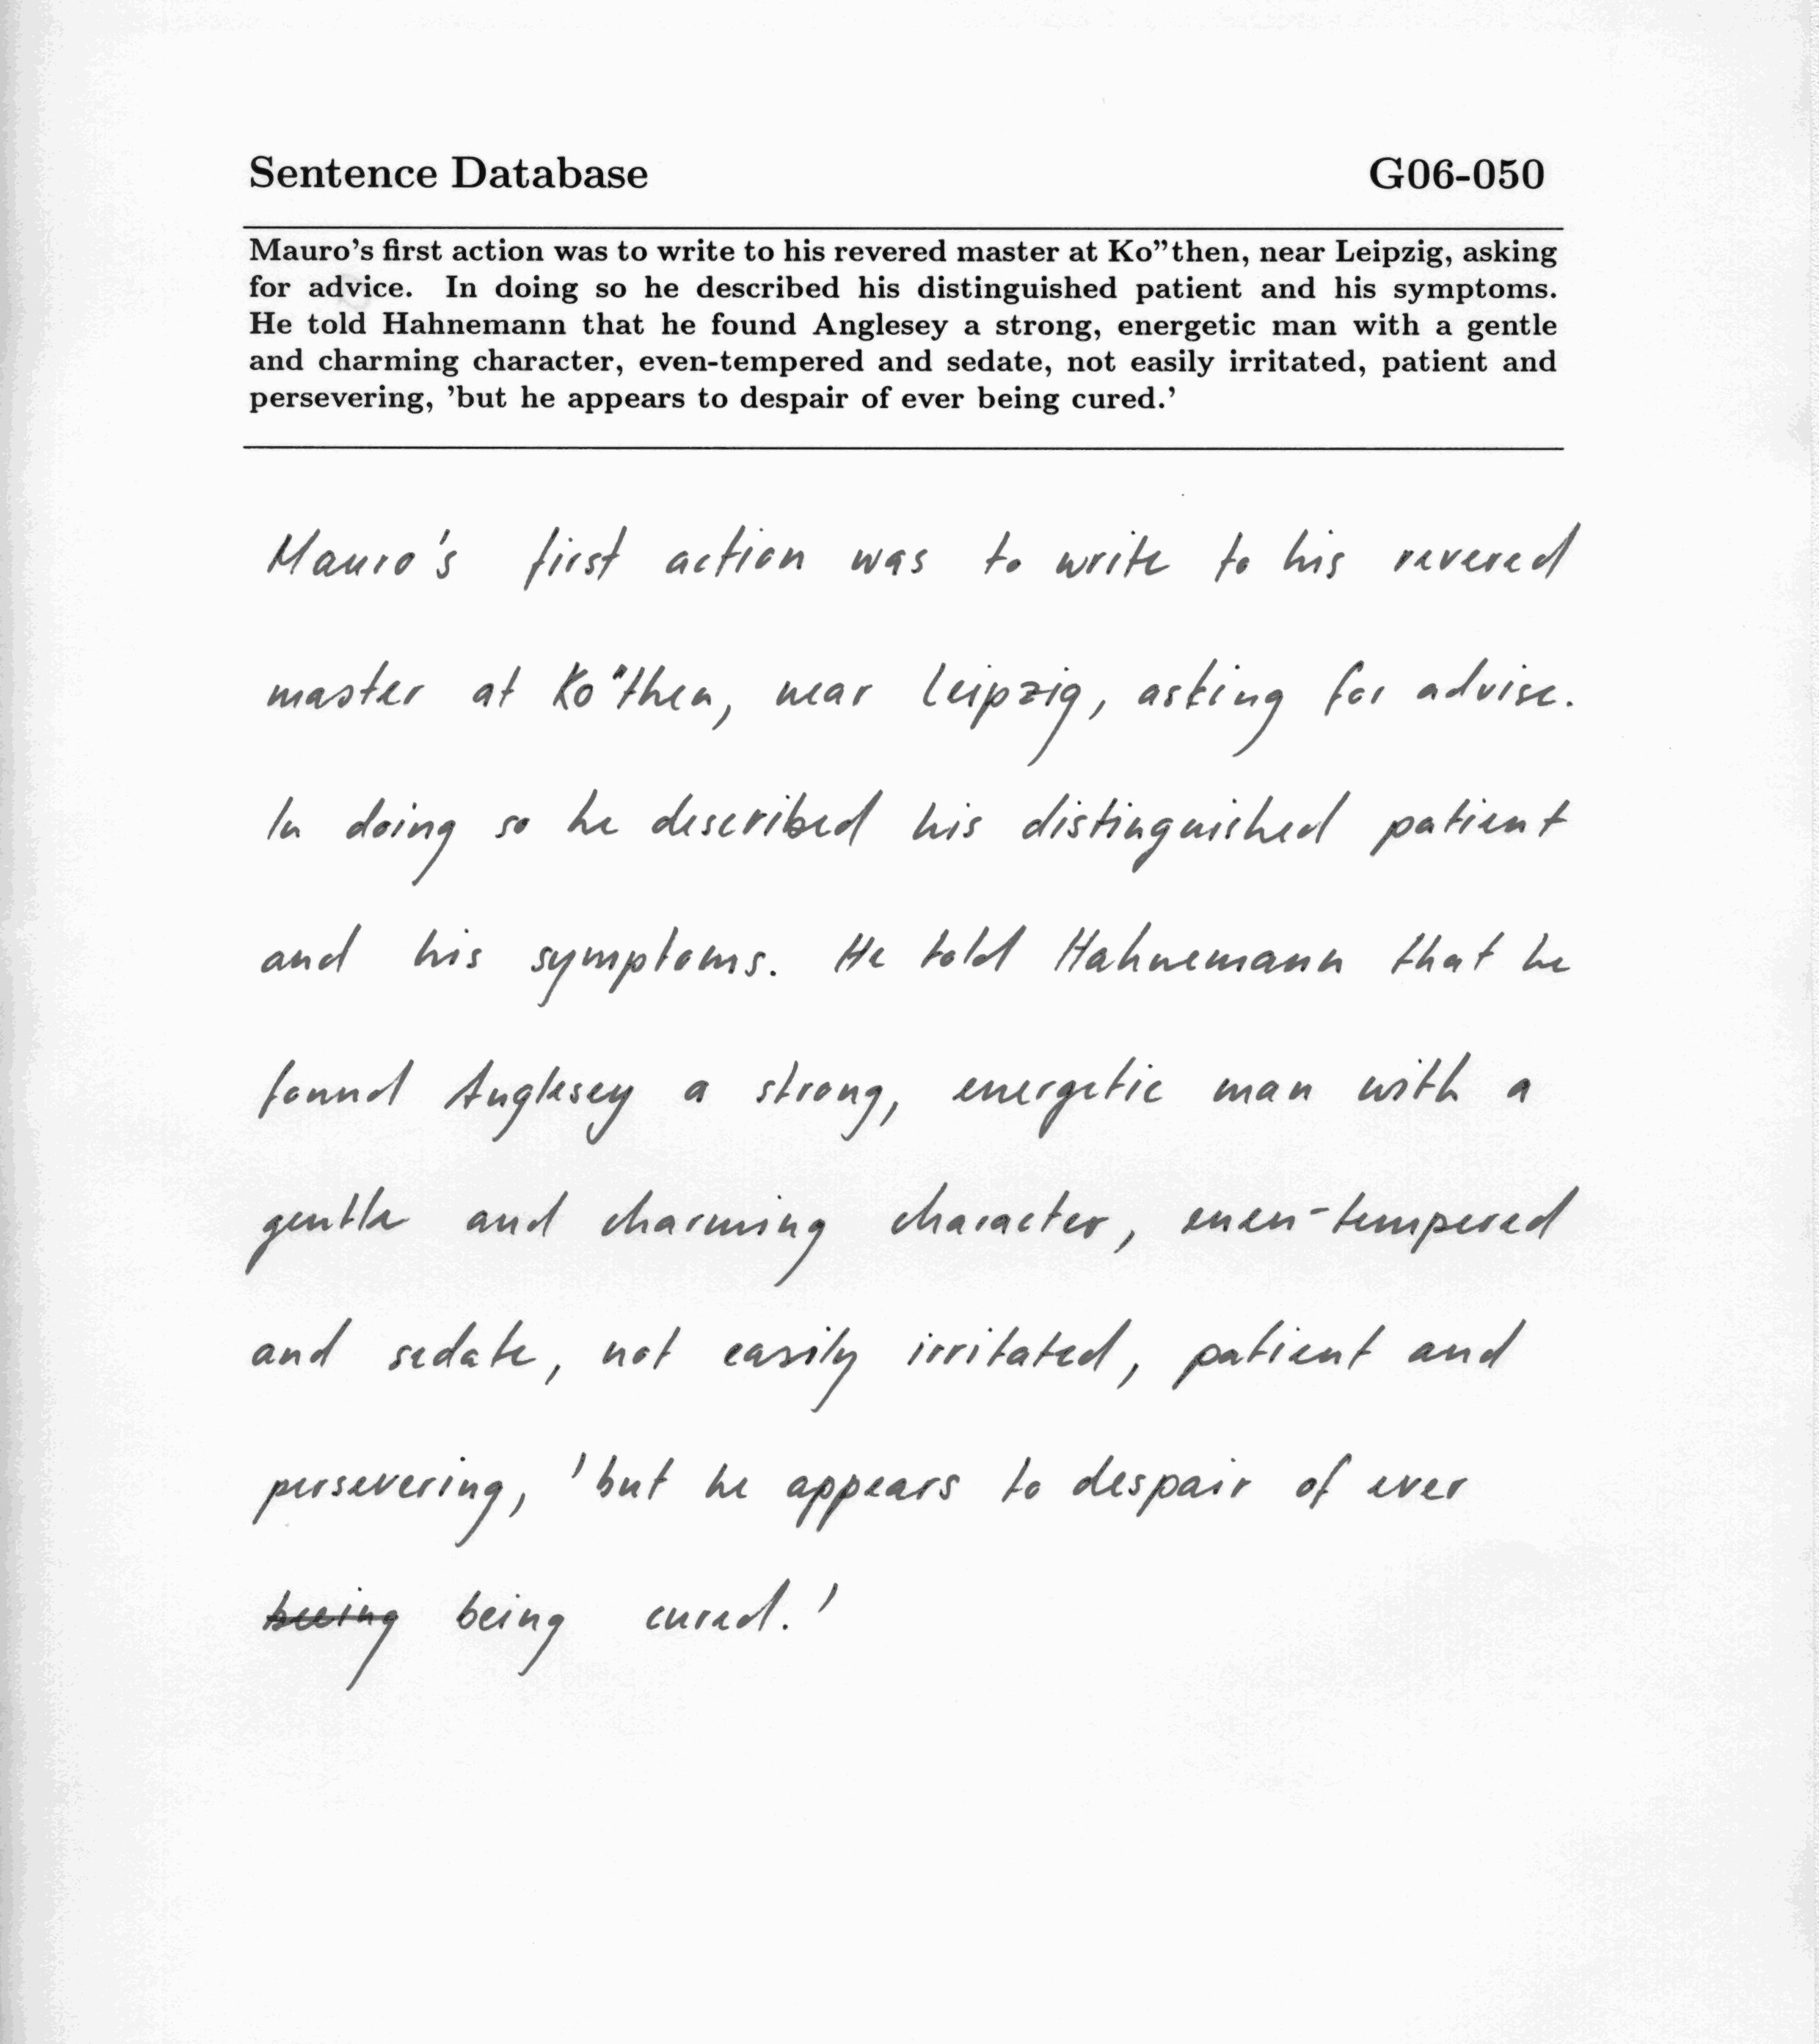 Sentence Database G06-050
Mauro's first action was to write to his revered master at Ko"then, near Leipzig, asking
for advice. In doing so he described his distinguished patient and his symptoms.
He told Hahnemann that he found Anglesey a strong, energetic man with a gentle
and charming character, even-tempered and sedate, not easily irritated, patient and
persevering, 'but he appears to despair of ever being cured.'
Mauro's first action was to write to his revered
master at Ko"then, near Leipzig, asking for advise.
In doing so he described his distinguished patient
and his symptoms. He told Hahnemann that he
found Anglesey a strong, energetic man with a
gentle and charming character, even-tempered
and sedate, not easily irritated, patient and
persevering, 'but he appears to despair of ever
beeing being cured.'